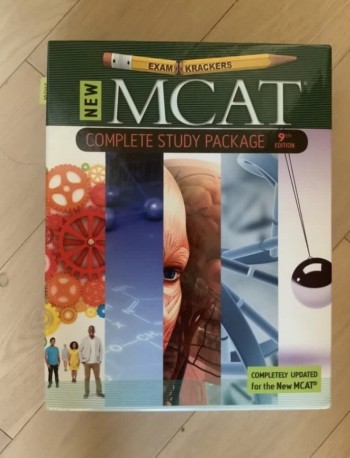 EXAM KRACKERS
NEW
MCAT®
COMPLETE STUDY PACKAGE
9TH EDITION
COMPLETELY UPDATED
for the New MCAT®